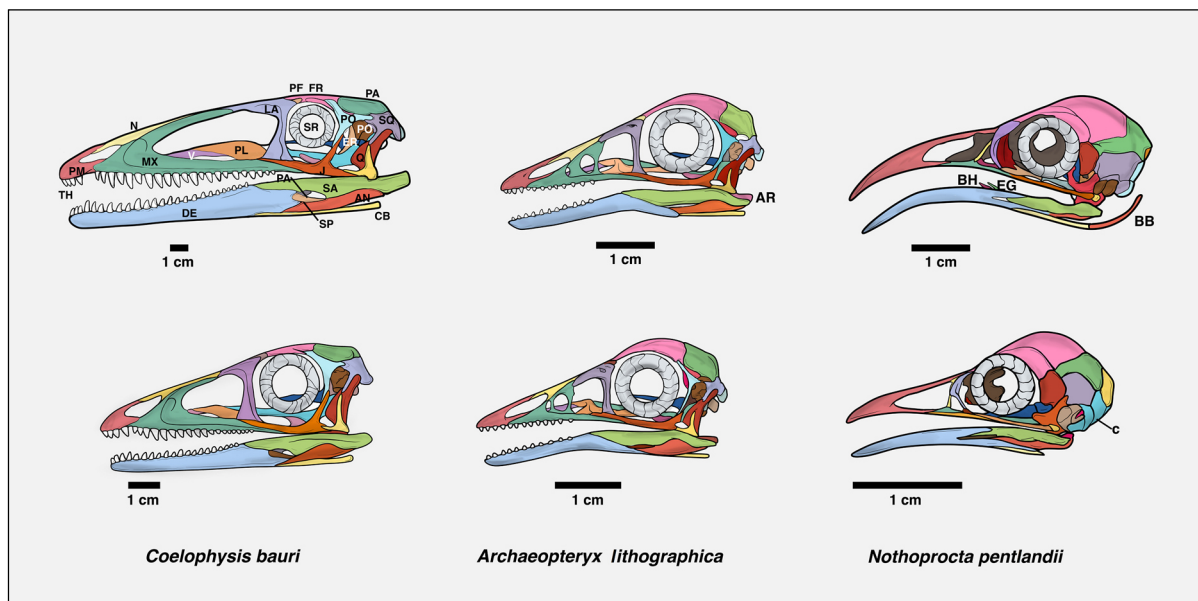 PF FR
PA
LA
N
PO
SQ
SR
PO
PL
V
MX
Q
PM
J
PA
SA
TH
AN
DE
CB
SP
1 cm
AR
1 cm
BH
EG
BB
1 cm
1 cm
1 cm
C
1 cm
Coelophysis bauri
Archaeopteryx lithographica
Nothoprocta pentlandii